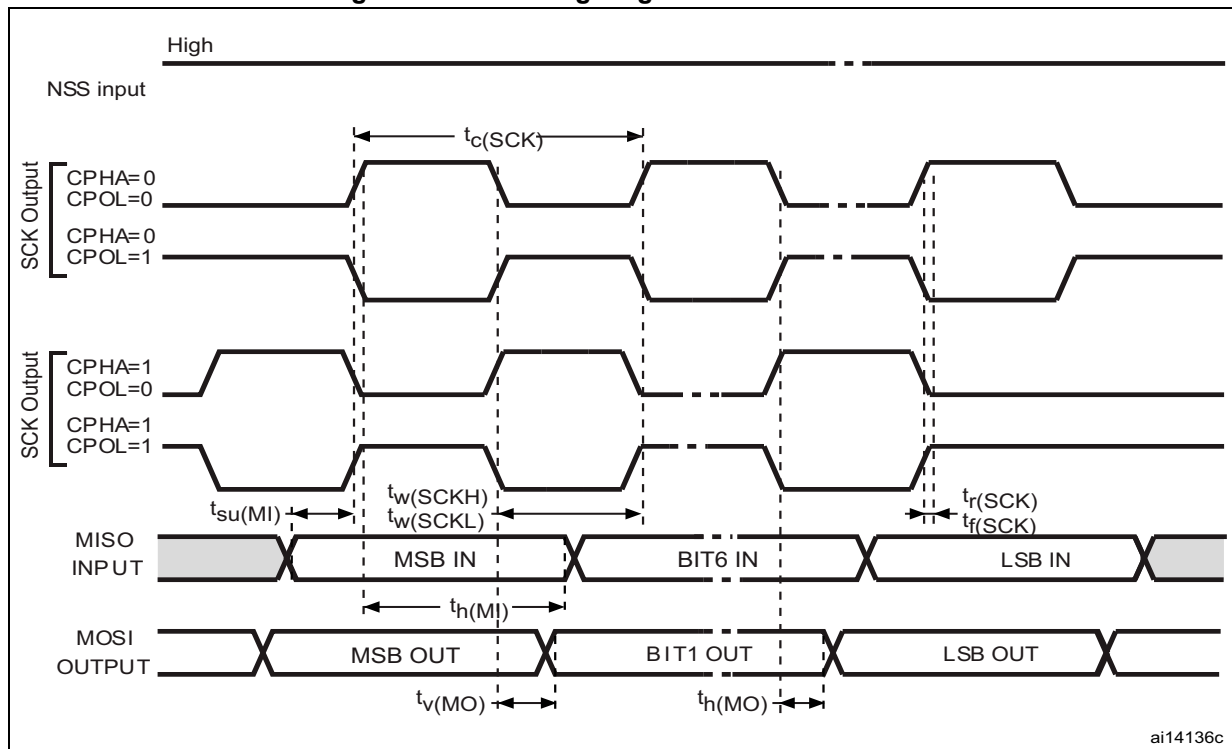 High
NSS input
tc(SCK)
SCK Output
CPHA=0
CPOL=0
CPHA=0
CPOL=1
SCK Output
CPHA=1
CPOL=0
CPHA=1
CPOL=1
tsu(MI)
tw(SCKH)
tw(SCKL)
tr(SCK)
tf(SCK)
MISO
INPUT
MSB IN
BIT6 IN
LSB IN
th(MI)
MOSI
OUTPUT
MSB OUT
BIT1 OUT
LSB OUT
tv(MO)
th(MO)
ai14136c